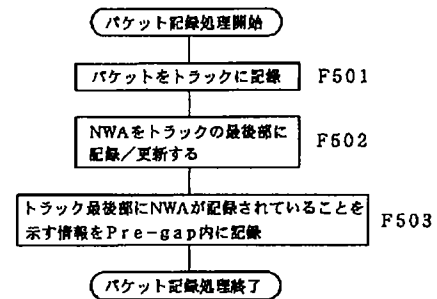 パケット記録処理開始
パケットをトラックに記録 F501
NWAをトラックの最後部に
記録/更新する F502
トラック最後部にNWAが記録されていることを
示す情報をPre-gap内に記録 F503
パケット記録処理終了